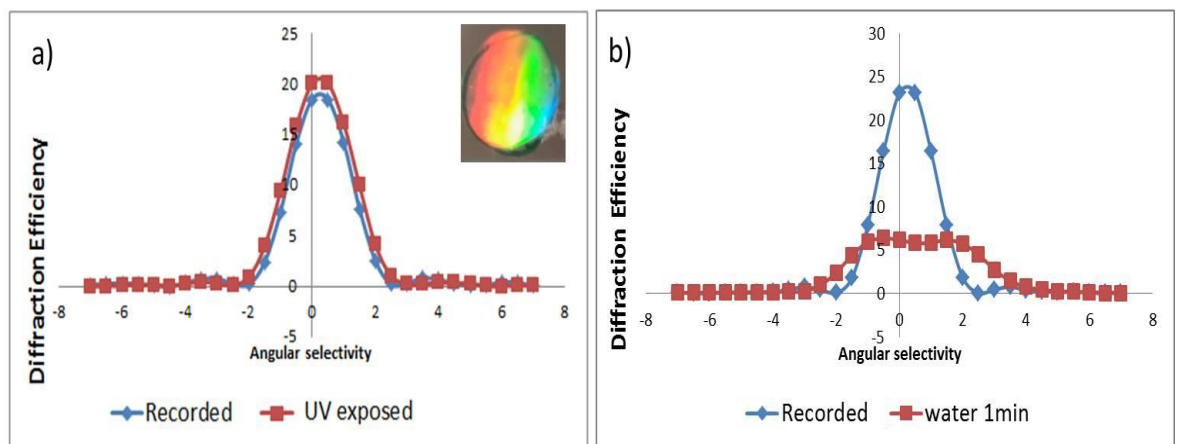 a)
Diffraction Efficiency
25
20
15
10
5
0
-5
-8 -6 -4 -2 0 2 4 6 8
Angular selectivity
Recorded UV exposed
b)
Diffraction Efficiency
30
25
20
15
10
5
0
-5
-8 -6 -4 -2 0 2 4 6 8
Angular selectivity
Recorded water 1min